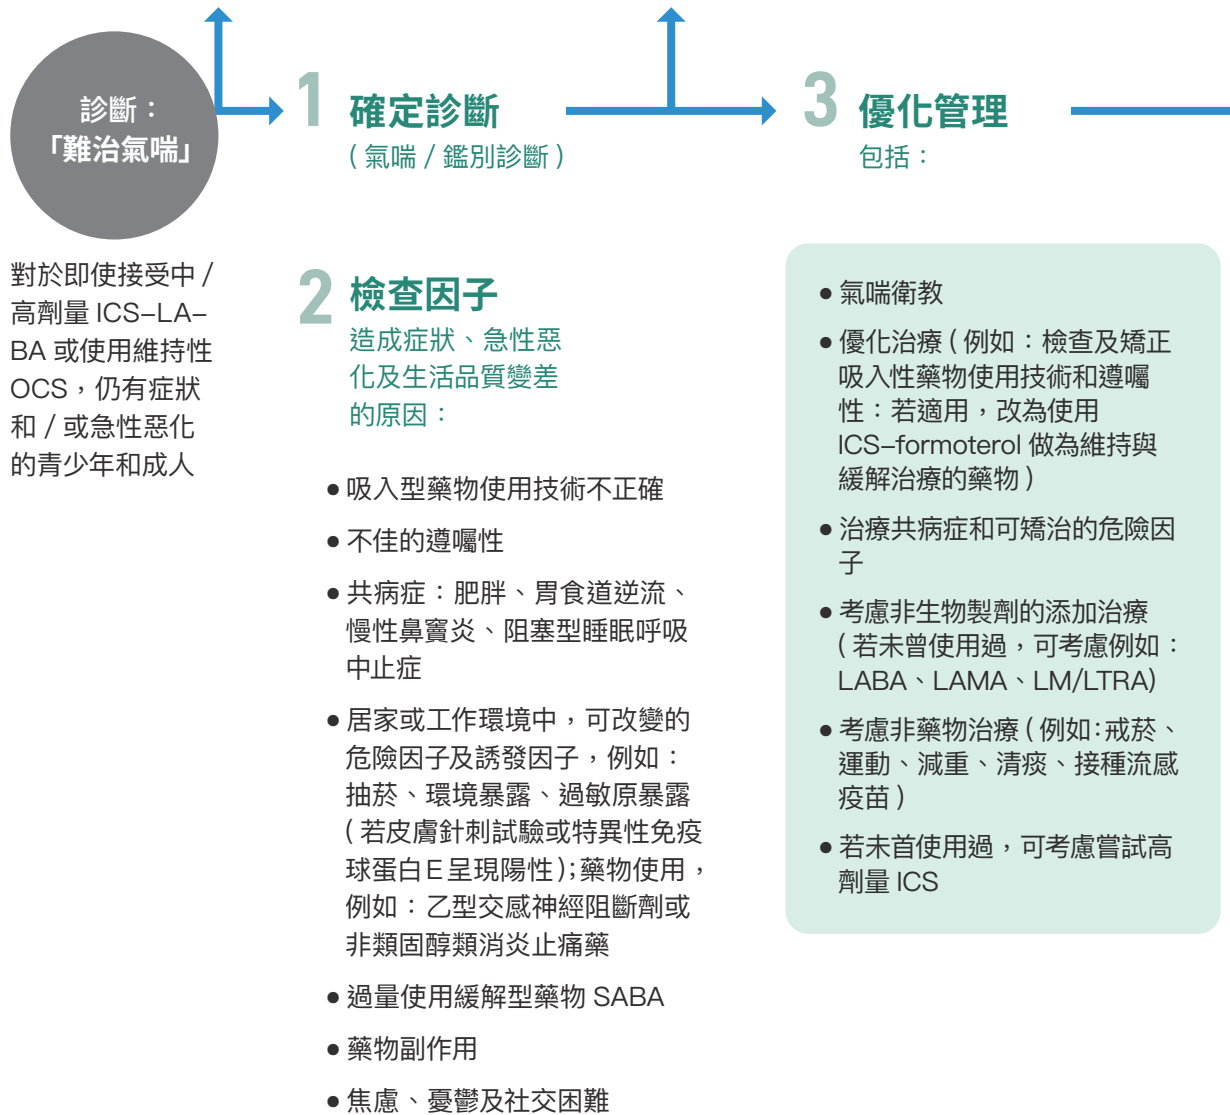 診斷：
「難治氣喘」
對於即使接受中 /
高劑量 ICS–LA–
BA 或使用維持性
OCS，仍有症狀
和 / 或急性惡化
的青少年和成人
1 確定診斷
( 氣喘 / 鑑別診斷 )
2 檢查因子
造成症狀、急性惡
化及生活品質變差
的原因：
● 吸入型藥物使用技術不正確
● 不佳的遵囑性
● 共病症：肥胖、胃食道逆流、
慢性鼻竇炎、阻塞型睡眠呼吸
中止症
● 居家或工作環境中，可改變的
危險因子及誘發因子，例如：
抽菸、環境暴露、過敏原暴露
( 若皮膚針刺試驗或特異性免疫
球蛋白E呈現陽性 );藥物使用，
例如：乙型交感神經阻斷劑或
非類固醇類消炎止痛藥
● 過量使用緩解型藥物 SABA
● 藥物副作用
● 焦慮、憂鬱及社交困難
3 優化管理
包括：
● 氣喘衛教
● 優化治療 ( 例如：檢查及矯正
吸入性藥物使用技術和遵囑
性：若適用，改為使用
ICS–formoterol 做為維持與
緩解治療的藥物 )
● 治療共病症和可矯治的危險因
子
● 考慮非生物製劑的添加治療
( 若未曾使用過，可考慮例如：
LABA、LAMA、LM/LTRA)
● 考慮非藥物治療 ( 例如:戒菸、
運動、減重、清痰、接種流感
疫苗 )
● 若未首使用過，可考慮嘗試高
劑量 ICS